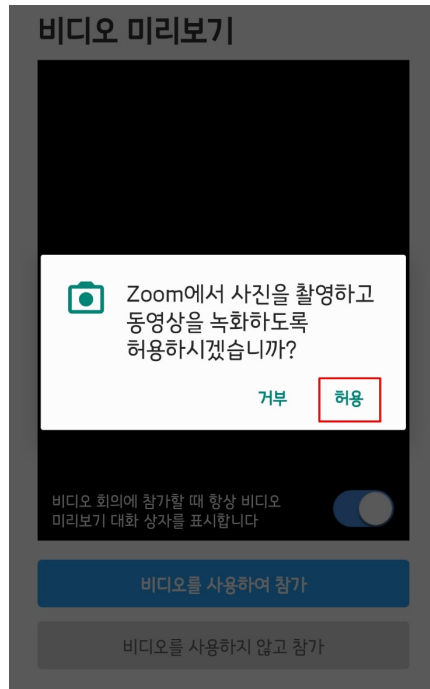 비디오 미리보기
Zoom에서 사진을 촬영하고
동영상을 녹화하도록
허용하시겠습니까?
거부 허용
비디오 회의에 참가할 때 항상 비디오
미리보기 대화 상자를 표시합니다
비디오를 사용하여 참가
비디오를 사용하지 않고 참가